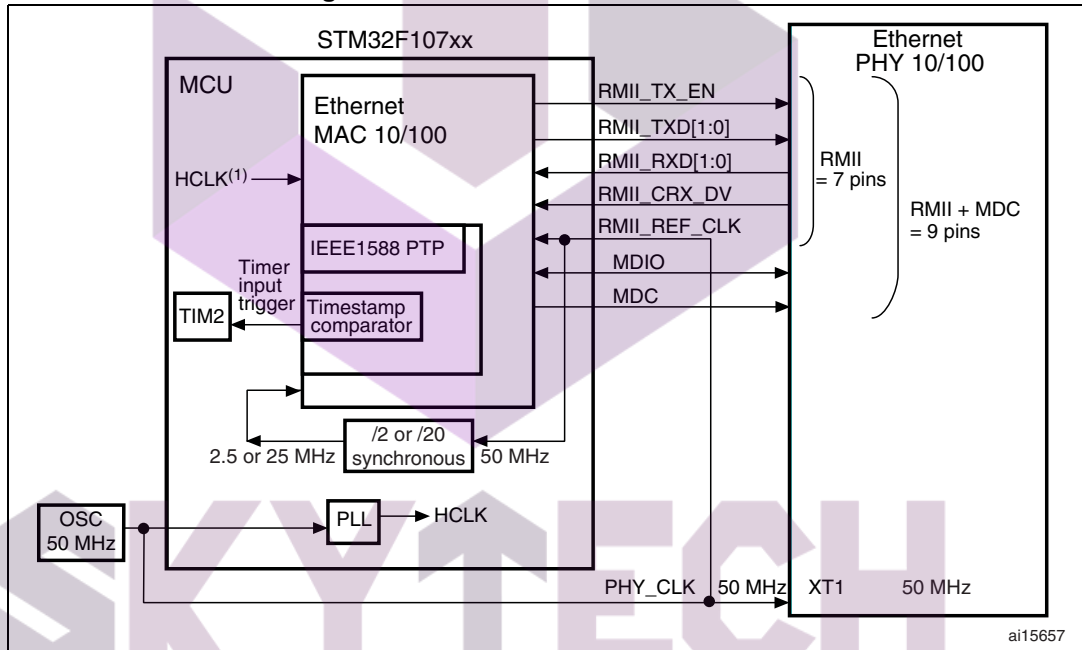 STM32F107xx
Ethernet
PHY 10/100
MCU
Ethernet
MAC 10/100
HCLK(1)
RMII_TX_EN
RMII_TXD[1:0]
RMII_RXD[1:0]
RMII_CRX_DV
RMII_REF_CLK
MDIO
MDC
RMII
= 7 pins
RMII + MDC
= 9 pins
IEEE1588 PTP
Timer
input
trigger
Timestamp
comparator
TIM2
/2 or /20
synchronous
2.5 or 25 MHz
50 MHz
OSC
50 MHz
PLL
HCLK
PHY_CLK
50 MHz
XT1
50 MHz
SKYTECH
ai15657